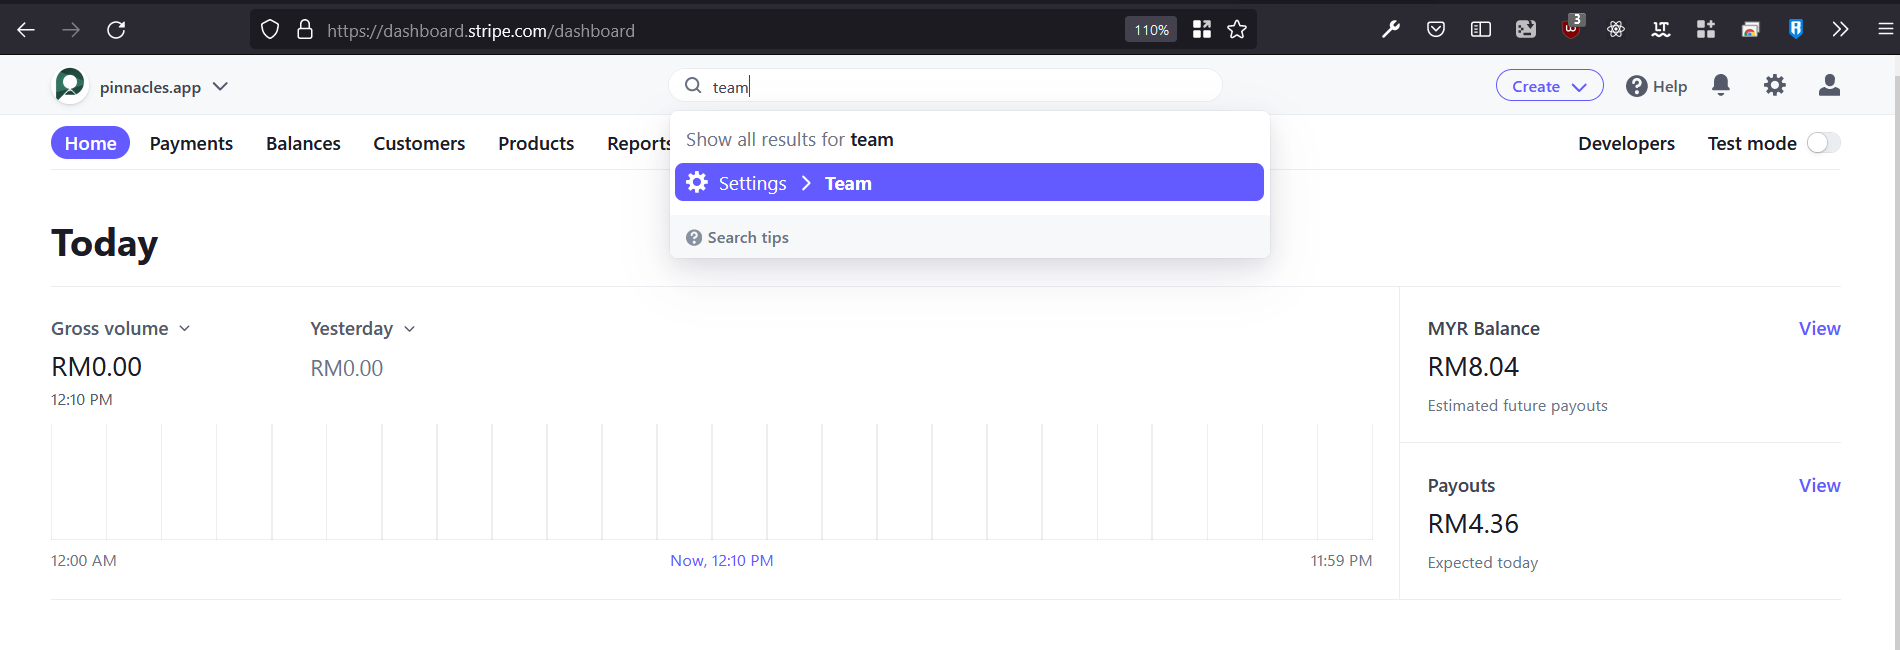 https://dashboard.stripe.com/dashboard
110%
3
LT
pinnacles.app
team
Create
Help
Show all results for team
Home
Payments
Balances
Customers
Products
Reports
Developers
Test mode
Settings
Team
Search tips
Today
Gross volume
Yesterday
MYR Balance
View
RM0.00
RM0.00
RM8.04
12:10 PM
Estimated future payouts
Payouts
View
RM4.36
12:00 AM
Now, 12:10 PM
11:59 PM
Expected today